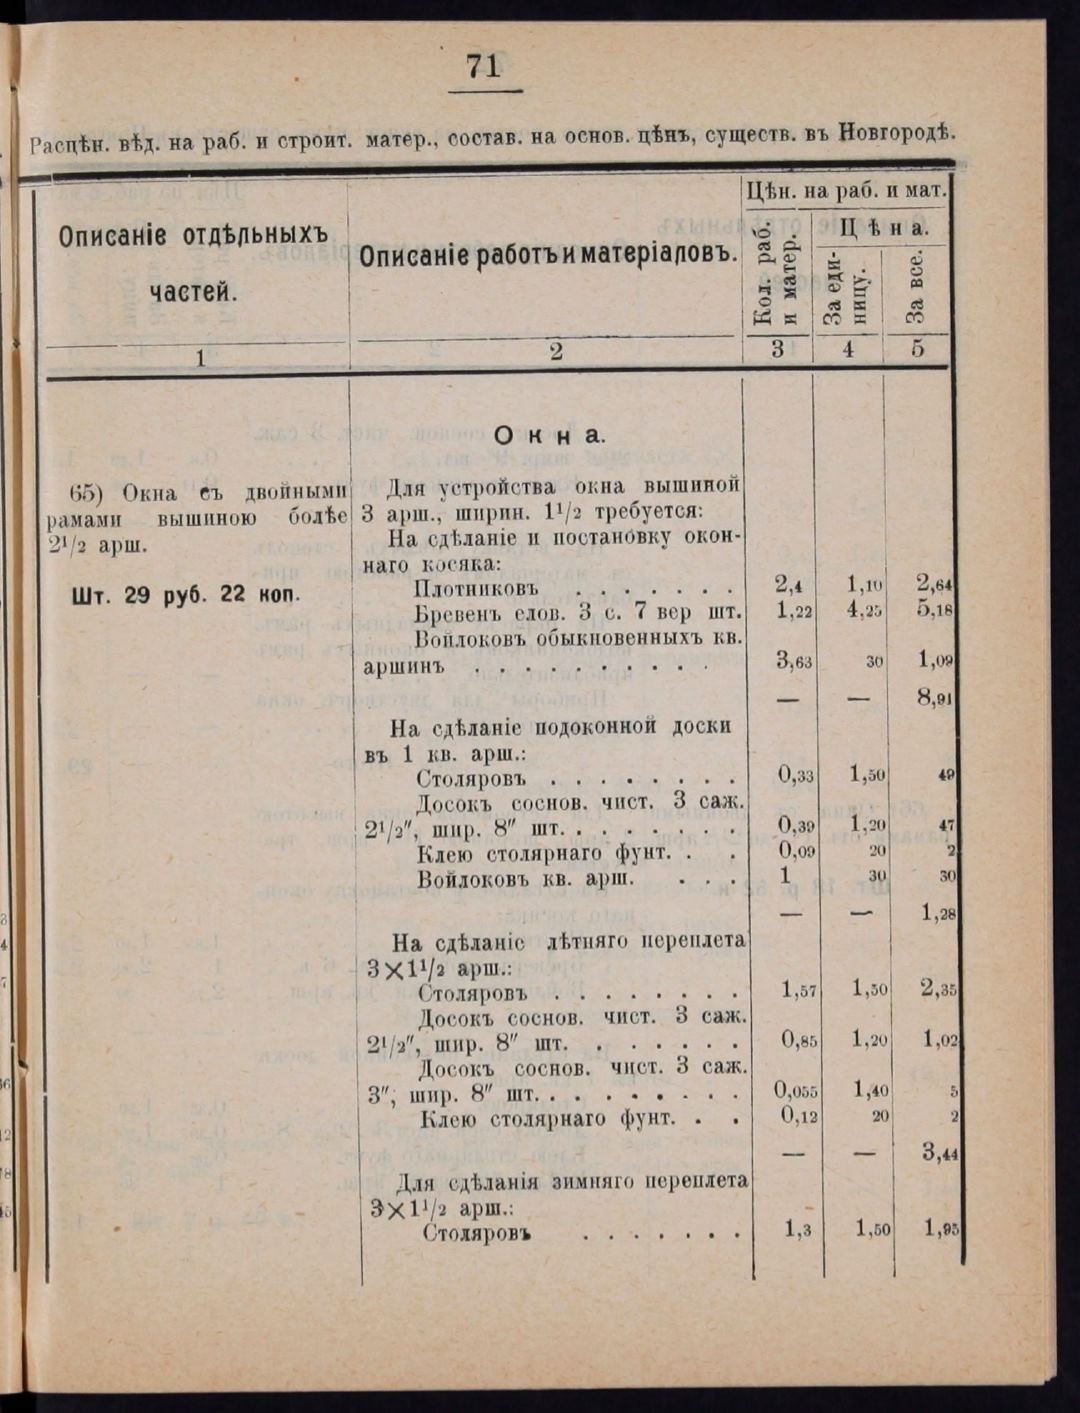 71
Расцѣн. вѣд. на раб. и строит. матер., состав. на основ. цѣнъ, существ. въ Новгородѣ.
Описаніе отдѣльныхъ частей.
Описаніе работъ и матеріаловъ.
Цѣн. на раб. и мат.
Кол. раб. и матер.
Цѣна.
За единицу.
За все.
1 2 3 4 5
Окна.
65) Окна съ двойными
рамами вышиною болѣе
2¹/₂ арш.
Шт. 29 руб. 22 коп.
Для устройства окна вышиной
3 арш., ширин. 1¹/₂ требуется:
На сдѣланіе и постановку окон-
наго косяка:
Плотниковъ . . . . . . . 2,4 1,10 2,64
Бревенъ елов. 3 с. 7 вер шт. 1,22 4,25 5,18
Войлоковъ обыкновенныхъ кв.
аршинъ . . . . . . . . . . 3,63 30 1,09
— — 8,91
На сдѣланіе подоконной доски
въ 1 кв. арш.:
Столяровъ . . . . . . . . 0,33 1,50 49
Досокъ соснов. чист. 3 саж.
2¹/₂″, шир. 8″ шт. . . . . . . . 0,39 1,20 47
Клею столярнаго фунт. . . 0,09 20 2
Войлоковъ кв. арш. . . . 1 30 30
— — 1,28
На сдѣланіе лѣтняго переплета
3×1¹/₂ арш.:
Столяровъ . . . . . . . . 1,57 1,50 2,35
Досокъ соснов. чист. 3 саж.
2¹/₂″, шир. 8″ шт. . . . . . . 0,85 1,20 1,02
Досокъ соснов. чист. 3 саж.
3″, шир. 8″ шт. . . . . . . . . 0,055 1,40 5
Клею столярнаго фунт. . . 0,12 20 2
— — 3,44
Для сдѣланія зимняго переплета
3×1¹/₂ арш.:
Столяровъ . . . . . . . 1,3 1,50 1,95